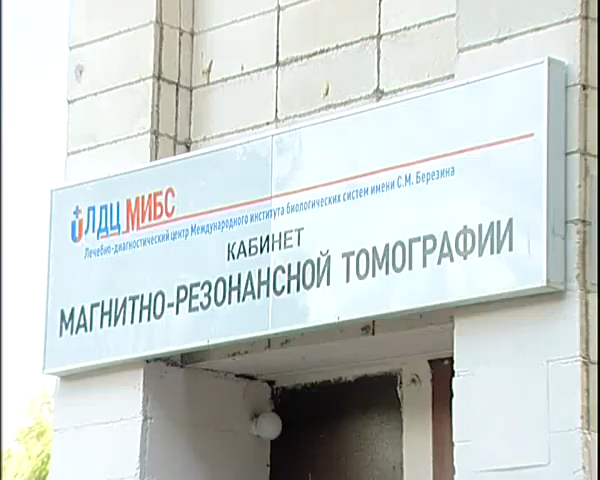 ЛДЦ МИБС
Лечебно-диагностический центр Международного института биологических систем имени С.М. Березина
КАБИНЕТ
МАГНИТНО-РЕЗОНАНСНОЙ ТОМОГРАФИИ